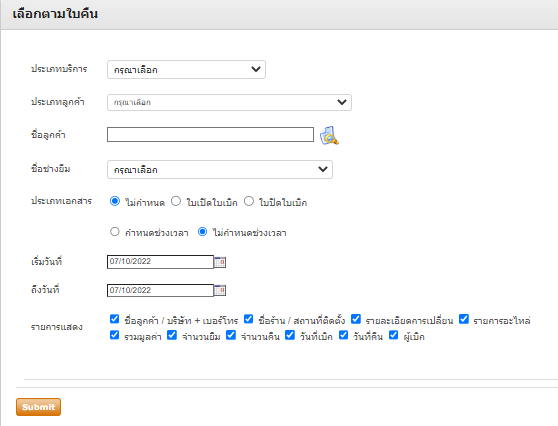 เลือกตามใบคืน
ประเภทบริการ กรุณาเลือก
ประเภทลูกค้า กรุณาเลือก
ชื่อลูกค้า
ชื่อช่างยืม กรุณาเลือก
ประเภทเอกสาร ไม่กำหนด ใบเปิดใบเบิก ใบปิดใบเบิก
กำหนดช่วงเวลา ไม่กำหนดช่วงเวลา
เริ่มวันที่ 07/10/2022
ถึงวันที่ 07/10/2022
รายการแสดง ชื่อลูกค้า / บริษัท + เบอร์โทร ชื่อร้าน / สถานที่ติดตั้ง รายละเอียดการเปลี่ยน รายการอะไหล่
รวมมูลค่า จำนวนยืม จำนวนคืน วันที่เบิก วันที่คืน ผู้เบิก
Submit